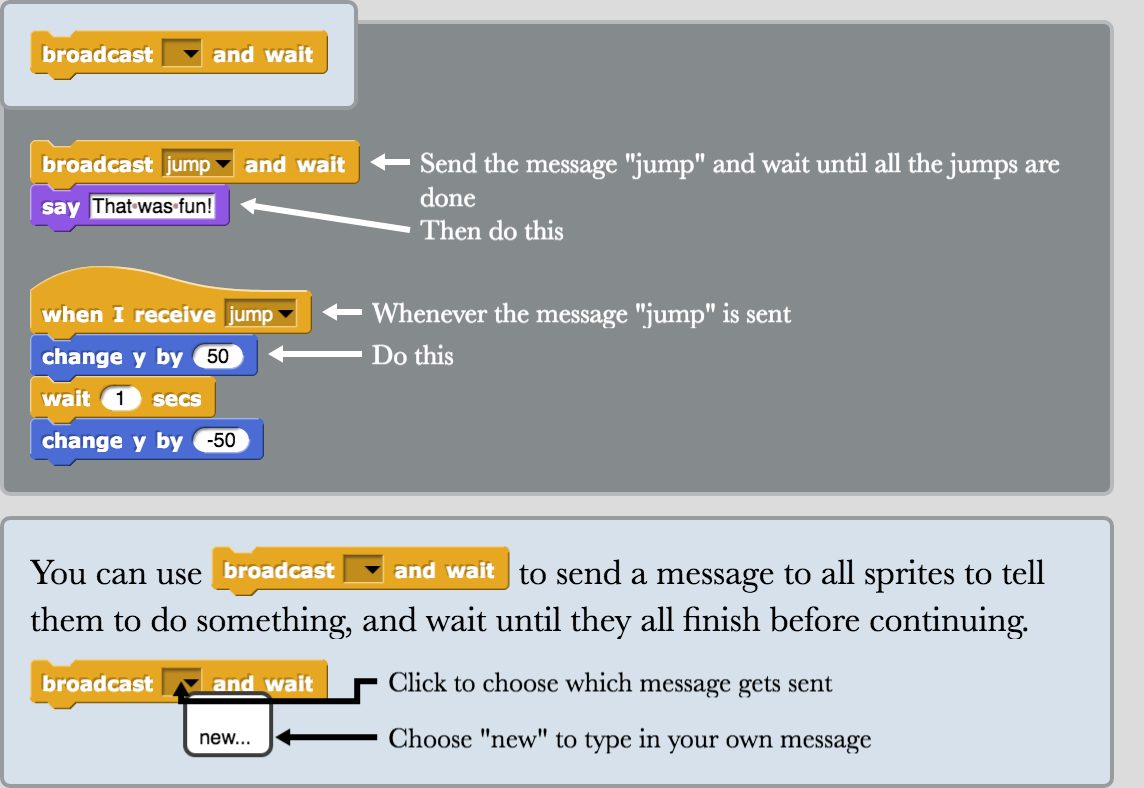 broadcast and wait
broadcast jump and wait
Send the message "jump" and wait until all the jumps are
done
say That was fun!
Then do this
when I receive jump
Whenever the message "jump" is sent
change y by 50
Do this
wait 1 secs
change y by -50
You can use broadcast and wait to send a message to all sprites to tell
them to do something, and wait until they all finish before continuing.
broadcast and wait
Click to choose which message gets sent
new...
Choose "new" to type in your own message